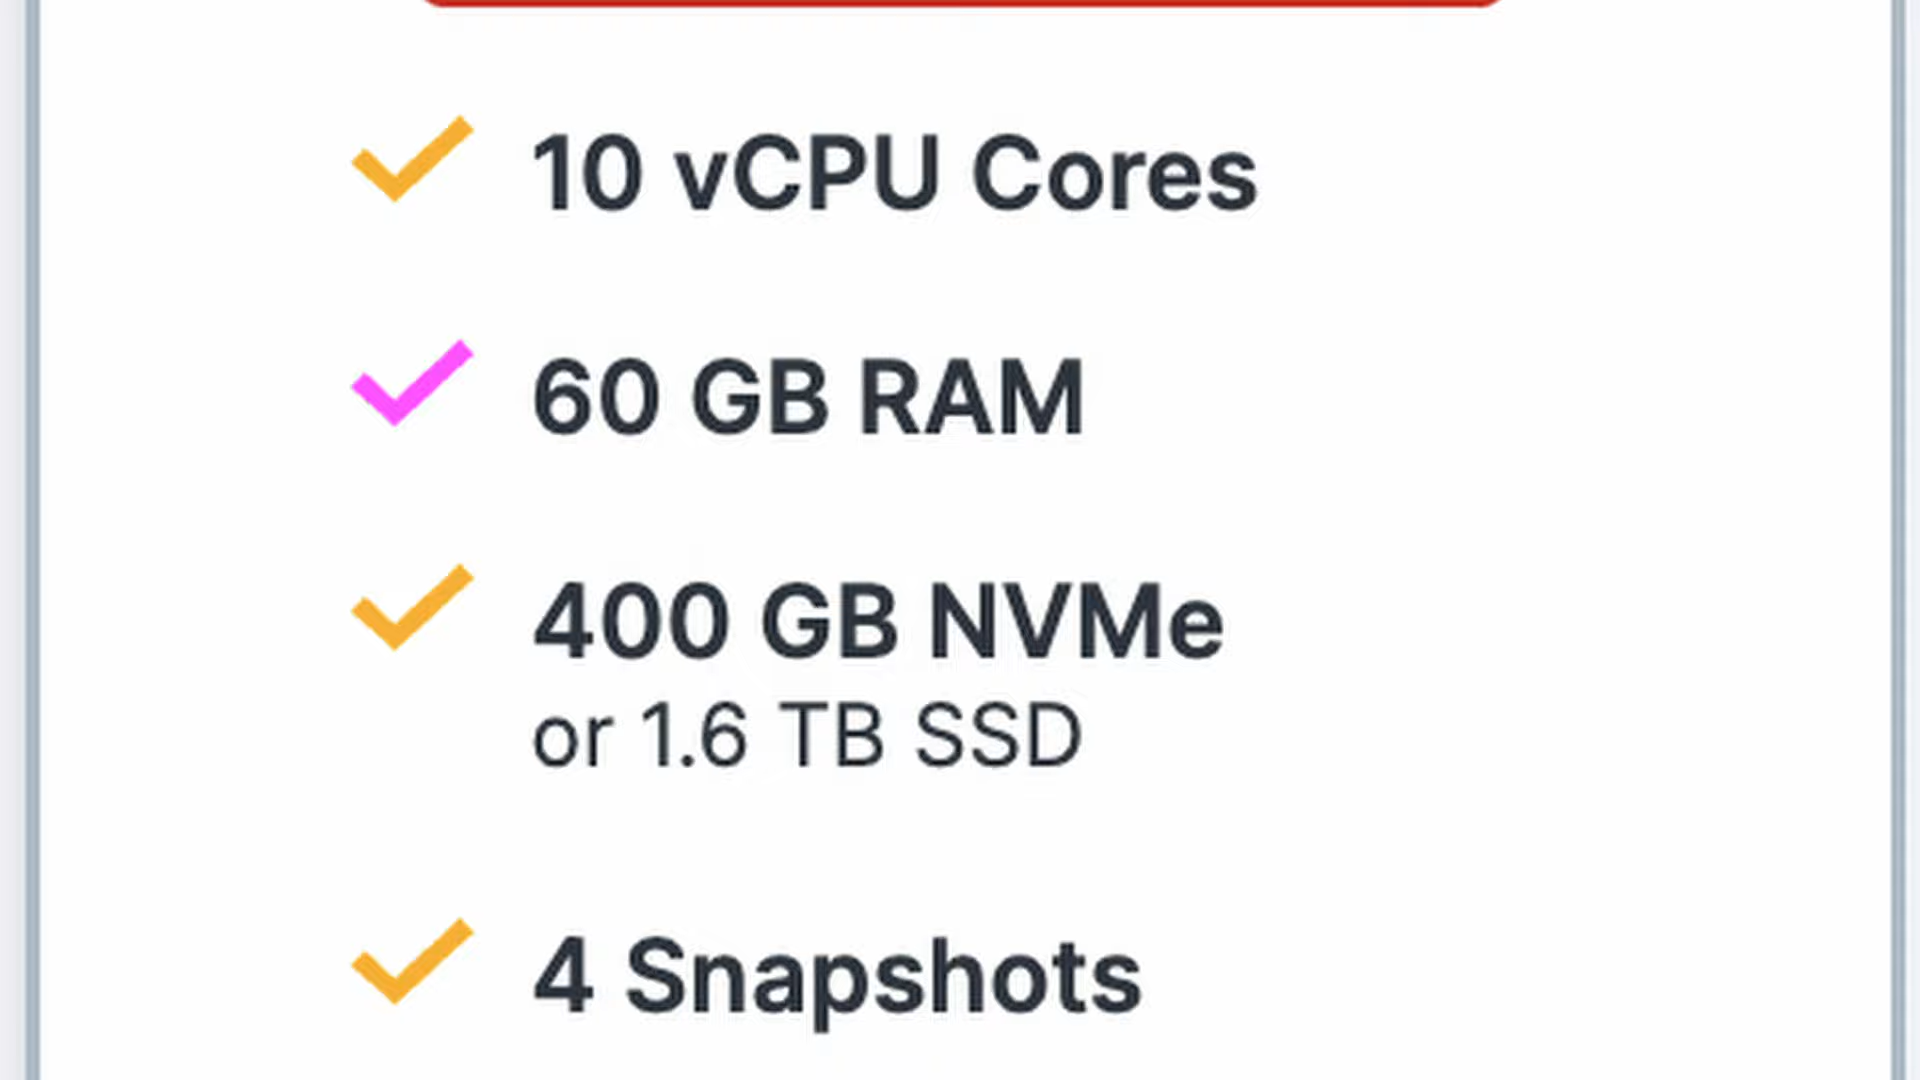 10 vCPU Cores
60 GB RAM
400 GB NVMe
or 1.6 TB SSD
4 Snapshots